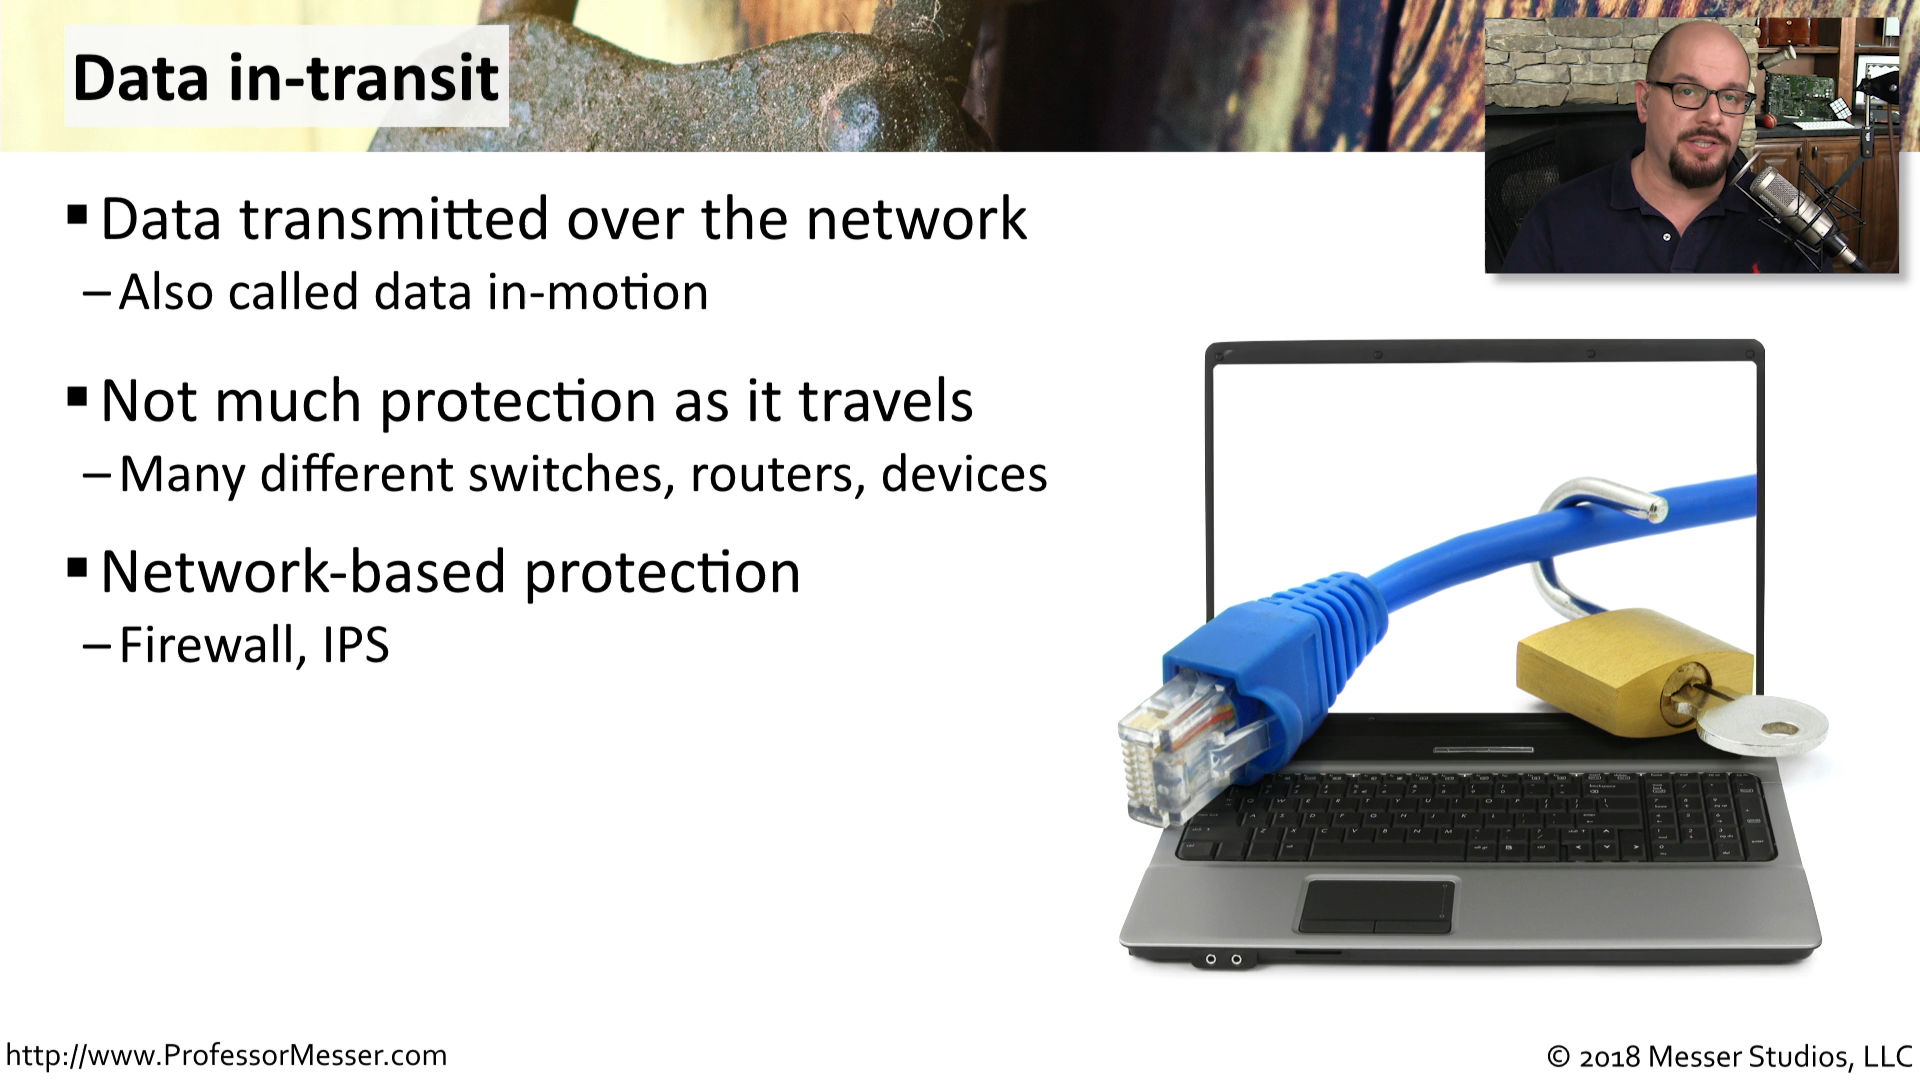 Data in-transit
▪ Data transmitted over the network
– Also called data in-motion
▪ Not much protection as it travels
– Many different switches, routers, devices
▪ Network-based protection
– Firewall, IPS
http://www.ProfessorMesser.com
© 2018 Messer Studios, LLC